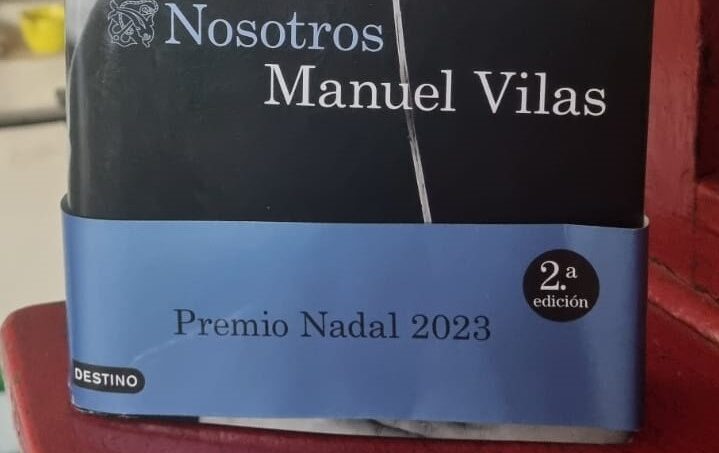 Nosotros
Manuel Vilas
2.ª
edición
Premio Nadal 2023
DESTINO